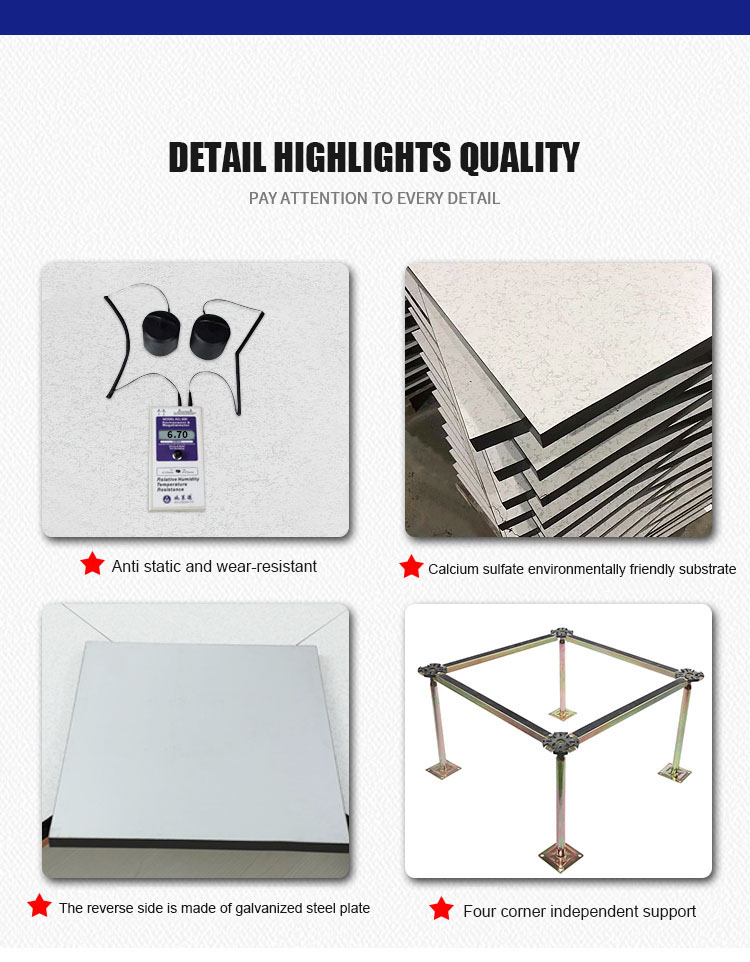 DETAIL HIGHLIGHTS QUALITY
PAY ATTENTION TO EVERY DETAIL
6.70
Relative Humidity
Temperature
Resistance
Anti static and wear-resistant
Calcium sulfate environmentally friendly substrate
The reverse side is made of galvanized steel plate
Four corner independent support